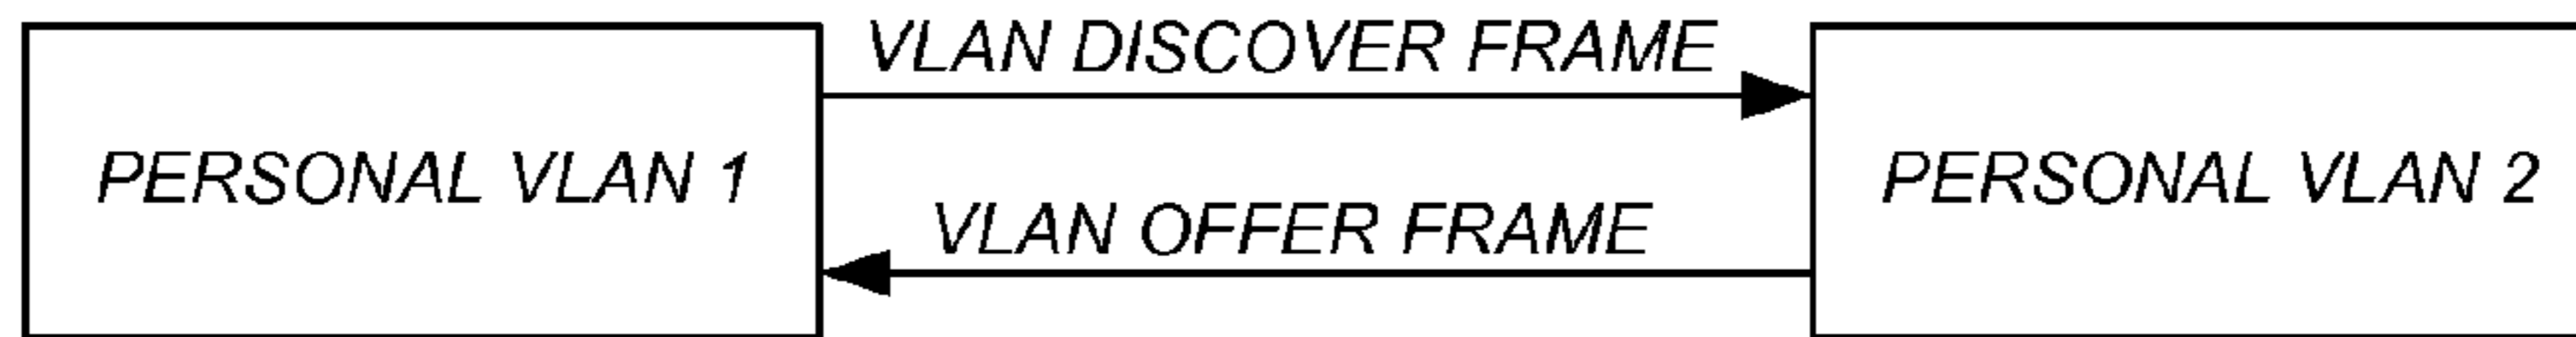 VLAN DISCOVER FRAME
PERSONAL VLAN 1
PERSONAL VLAN 2
VLAN OFFER FRAME